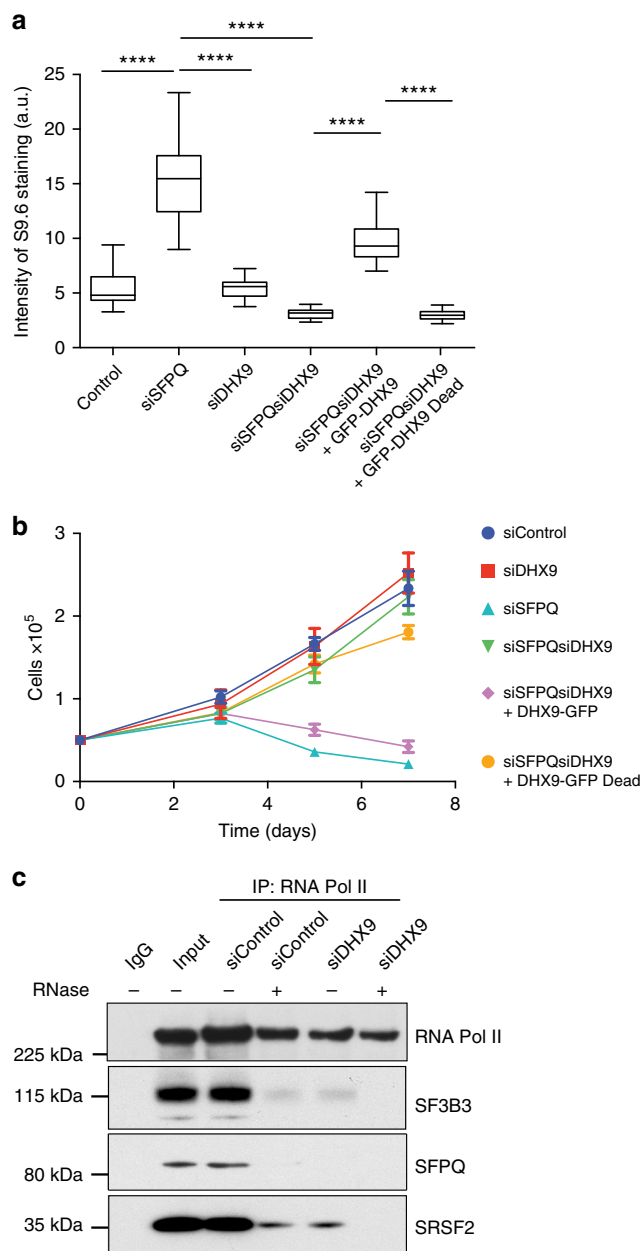 a
****
****
****
****
****
Intensity of S9.6 staining (a.u.)
25
20
15
10
5
0
Control
siSFPQ
siDHX9
siSFPQsiDHX9
siSFPQsiDHX9
+ GFP-DHX9
siSFPQsiDHX9
+ GFP-DHX9 Dead
b
Cells ×10⁵
3
2
1
0
0
2
4
6
8
Time (days)
siControl
siDHX9
siSFPQ
siSFPQsiDHX9
siSFPQsiDHX9
+ DHX9-GFP
siSFPQsiDHX9
+ DHX9-GFP Dead
c
IP: RNA Pol II
IgG
Input
siControl
siControl
siDHX9
siDHX9
RNase – – – + – +
RNA Pol II
225 kDa
115 kDa
SF3B3
SFPQ
80 kDa
35 kDa
SRSF2